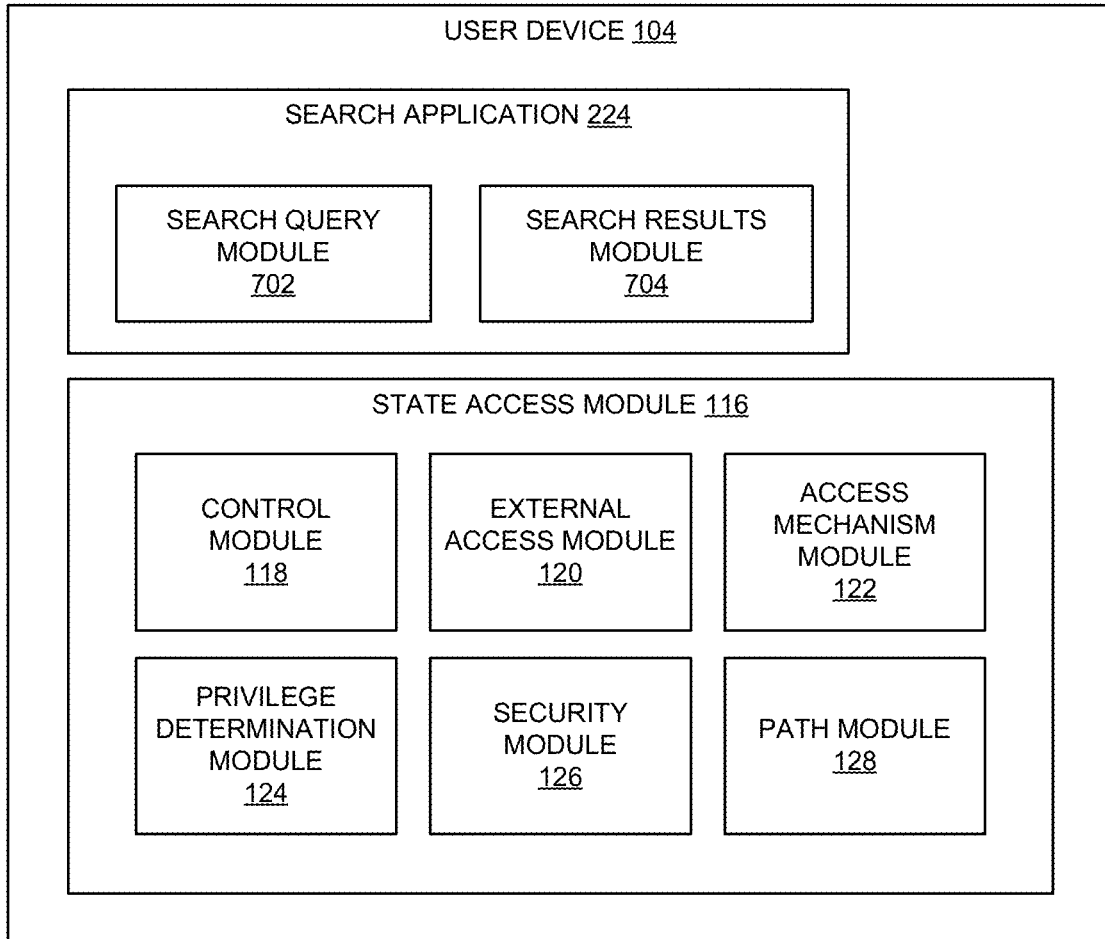 USER DEVICE 104
SEARCH APPLICATION 224
SEARCH QUERY
MODULE
702
SEARCH RESULTS
MODULE
704
STATE ACCESS MODULE 116
CONTROL
MODULE
118
EXTERNAL
ACCESS MODULE
120
ACCESS
MECHANISM
MODULE
122
PRIVILEGE
DETERMINATION
MODULE
124
SECURITY
MODULE
126
PATH MODULE
128